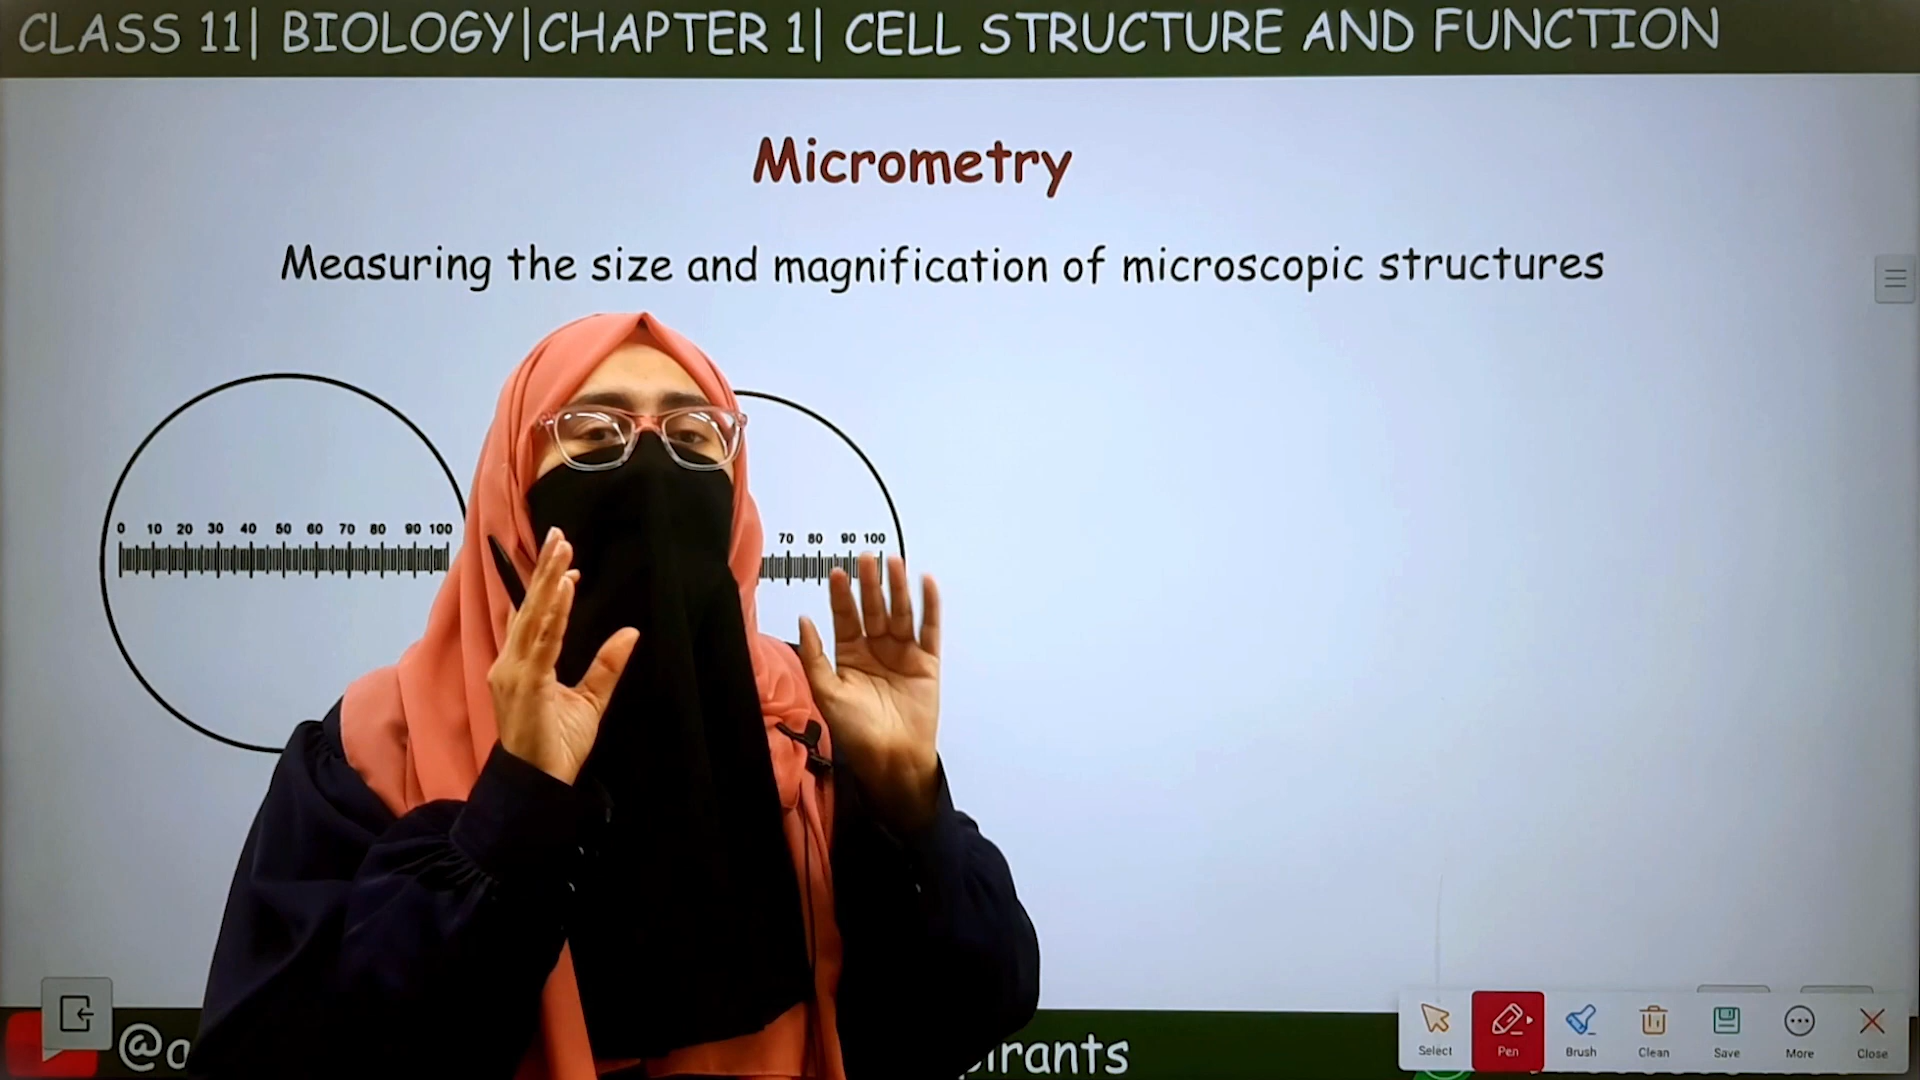 CLASS 11| BIOLOGY|CHAPTER 1| CELL STRUCTURE AND FUNCTION
Micrometry
Measuring the size and magnification of microscopic structures
0 10 20 30 40 50 60 70 80 90 100
70 80 90 100
Select Pen Brush Clean Save More Close